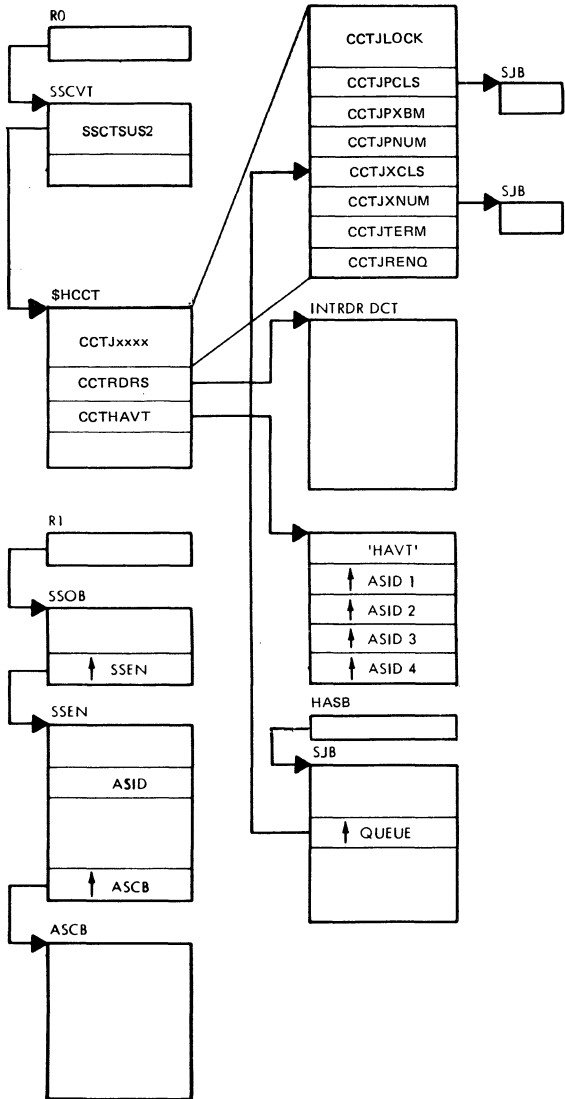 R0
SSCVT
SSCTSUS2
$HCCT
CCTJxxxx
CCTRDRS
CCTHAVT
R1
SSOB
SSEN
SSEN
ASID
ASCB
ASCB
CCTJLOCK
CCTJPCLS
CCTJPXBM
CCTJPNUM
CCTJXCLS
CCTJXNUM
CCTJTERM
CCTJRENQ
SJB
SJB
INTRDR DCT
'HAVT'
ASID 1
ASID 2
ASID 3
ASID 4
HASB
SJB
QUEUE